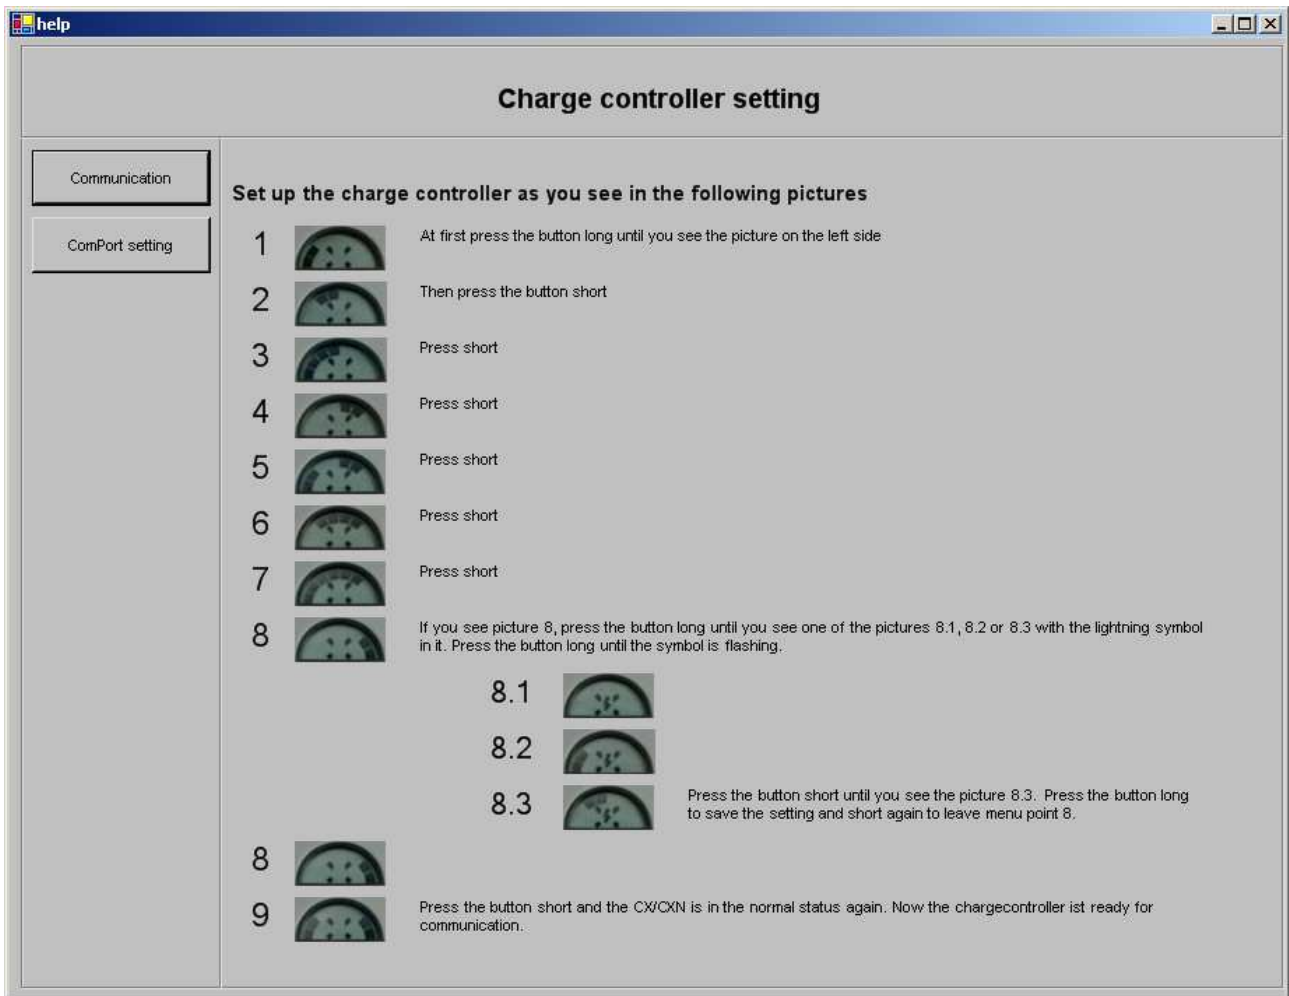 help
Charge controller setting
Communication
ComPort setting
Set up the charge controller as you see in the following pictures
1 At first press the button long until you see the picture on the left side
2 Then press the button short
3 Press short
4 Press short
5 Press short
6 Press short
7 Press short
8 If you see picture 8, press the button long until you see one of the pictures 8.1, 8.2 or 8.3 with the lightning symbol
in it. Press the button long until the symbol is flashing.
8.1
8.2
8.3 Press the button short until you see the picture 8.3. Press the button long
to save the setting and short again to leave menu point 8.
8
9 Press the button short and the CX/CXN is in the normal status again. Now the chargecontroller ist ready for
communication.